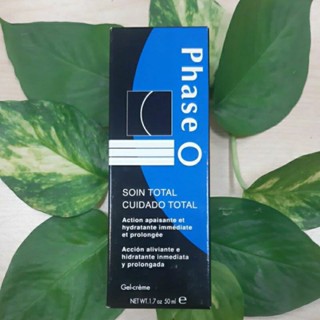 Phase O
SOIN TOTAL
CUIDADO TOTAL
Action apaisante et
hydratante immédiate
et prolongée
Acción aliviante e
hidratante inmediata
y prolongada
Gel-crème
NET WT. 1.7 oz. 50 ml e